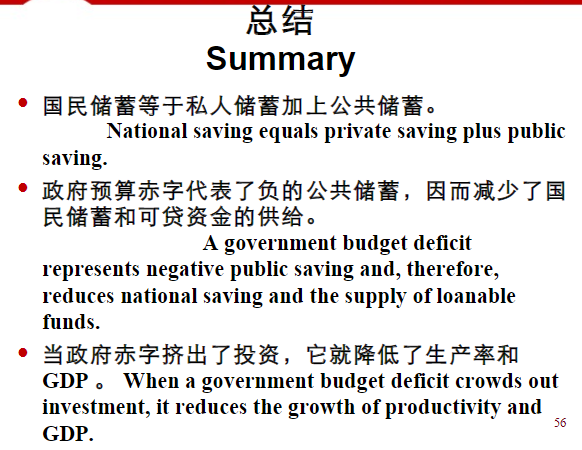 总结
Summary
国民储蓄等于私人储蓄加上公共储蓄。
National saving equals private saving plus public
saving.
政府预算赤字代表了负的公共储蓄，因而减少了国
民储蓄和可贷资金的供给。
A government budget deficit
represents negative public saving and, therefore,
reduces national saving and the supply of loanable
funds.
当政府赤字挤出了投资，它就降低了生产率和
GDP 。 When a government budget deficit crowds out
investment, it reduces the growth of productivity and
GDP.
56